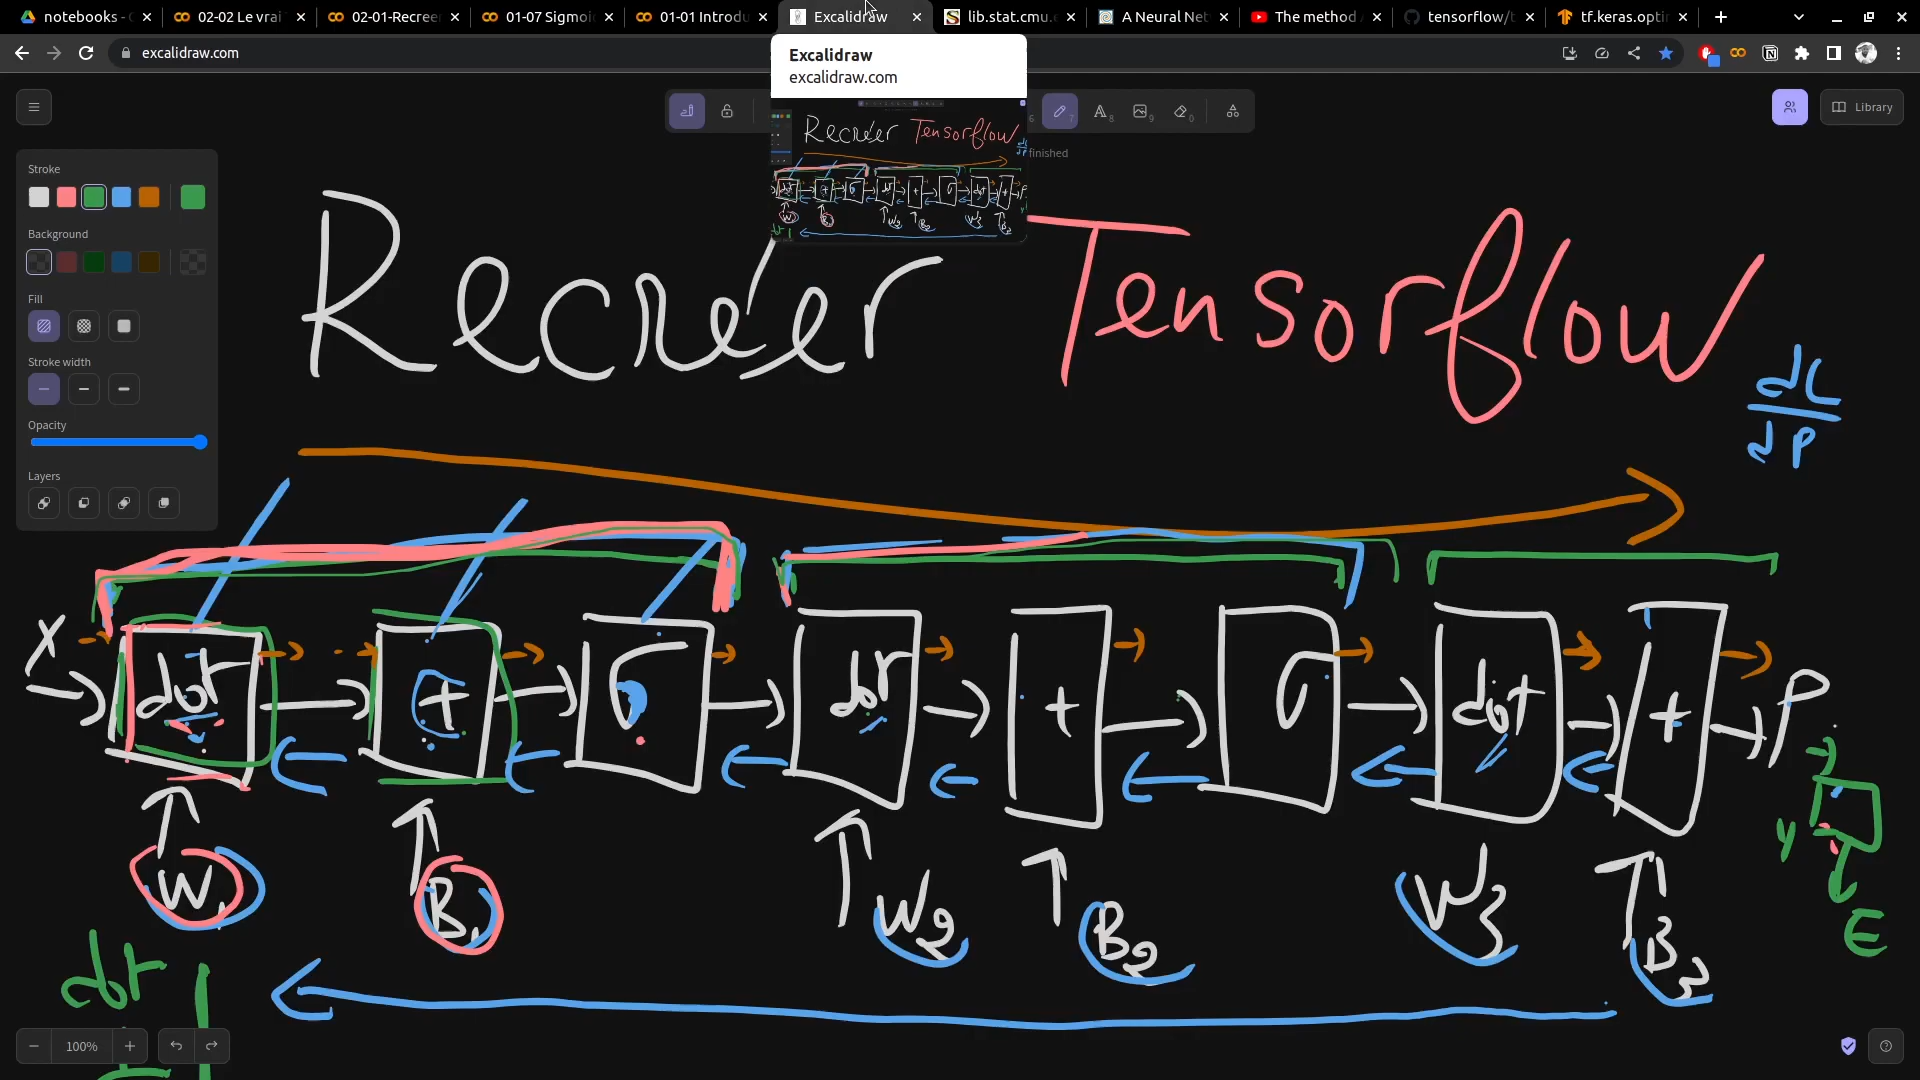 notebooks - G
02-02 Le vrai
02-01-Recree
01-07 Sigmoi
01-01 Introdu
Excalidraw
lib.stat.cmu.e
A Neural Net
The method
tensorflow/t
tf.keras.opti
excalidraw.com
Excalidraw
excalidraw.com
Library
finished
Stroke
Background
Fill
Stroke width
Opacity
Layers
Recréer Tensorflow
dL
dP
X
dot
+
σ
dot
+
σ
dot
+
P
y
E
W1
B1
W2
B2
W3
B3
dot
100%